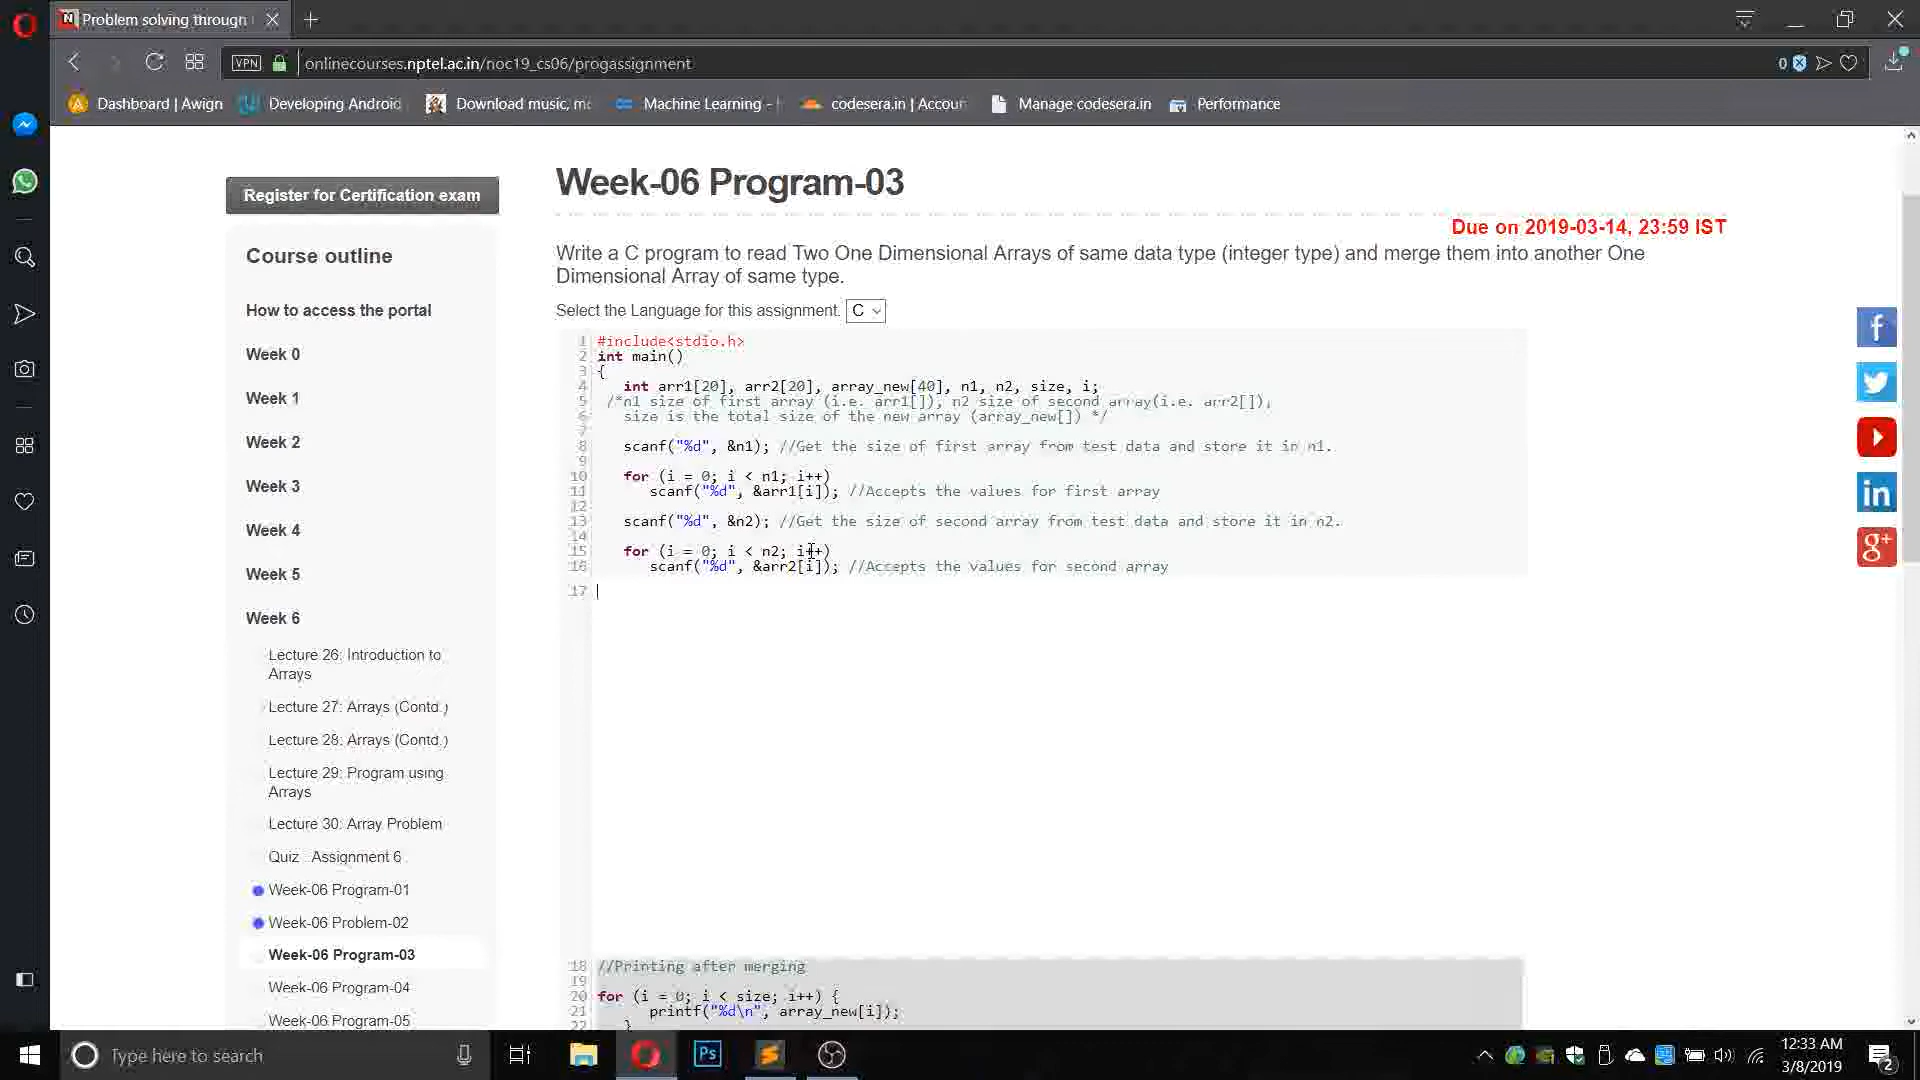 Problem solving through
VPN
onlinecourses.nptel.ac.in/noc19_cs06/progassignment
0
Dashboard | Awign
Developing Android
Download music, mo
Machine Learning -
codesera.in | Accoun
Manage codesera.in
Performance
Register for Certification exam
Course outline
How to access the portal
Week 0
Week 1
Week 2
Week 3
Week 4
Week 5
Week 6
Lecture 26: Introduction to
Arrays
Lecture 27: Arrays (Contd.)
Lecture 28: Arrays (Contd.)
Lecture 29: Program using
Arrays
Lecture 30: Array Problem
Quiz : Assignment 6
Week-06 Program-01
Week-06 Problem-02
Week-06 Program-03
Week-06 Program-04
Week-06 Program-05
Week-06 Program-03
Due on 2019-03-14, 23:59 IST
Write a C program to read Two One Dimensional Arrays of same data type (integer type) and merge them into another One
Dimensional Array of same type.
Select the Language for this assignment. C
1 #include<stdio.h>
2 int main()
3 {
4 int arr1[20], arr2[20], array_new[40], n1, n2, size, i;
5 /*n1 size of first array (i.e. arr1[]), n2 size of second array(i.e. arr2[]),
6 size is the total size of the new array (array_new[]) */
7
8 scanf("%d", &n1); //Get the size of first array from test data and store it in n1.
9
10 for (i = 0; i < n1; i++)
11 scanf("%d", &arr1[i]); //Accepts the values for first array
12
13 scanf("%d", &n2); //Get the size of second array from test data and store it in n2.
14
15 for (i = 0; i < n2; i++)
16 scanf("%d", &arr2[i]); //Accepts the values for second array
17
18 //Printing after merging
19
20 for (i = 0; i < size; i++) {
21 printf("%d\n", array_new[i]);
22 }
f
in
g+
Type here to search
Ps
12:33 AM
3/8/2019
2